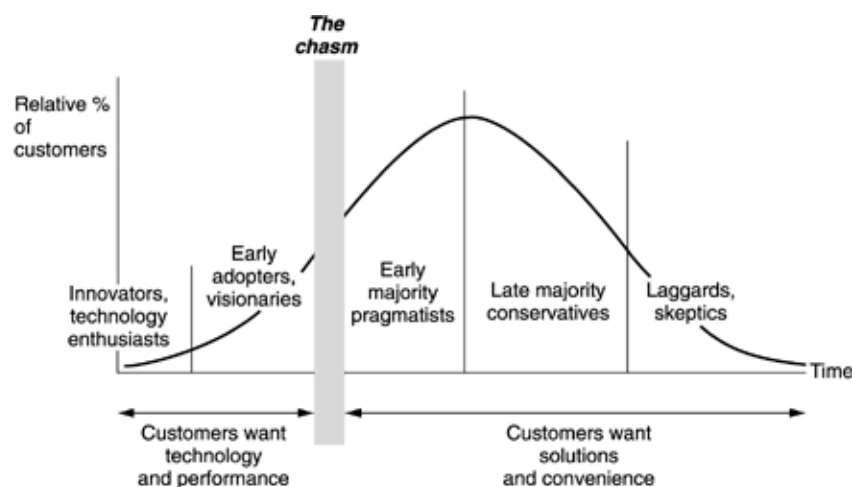 The
chasm
Relative %
of
customers
Innovators,
technology
enthusiasts
Early
adopters,
visionaries
Early
majority
pragmatists
Late majority
conservatives
Laggards,
skeptics
Time
Customers want
technology
and performance
Customers want
solutions
and convenience